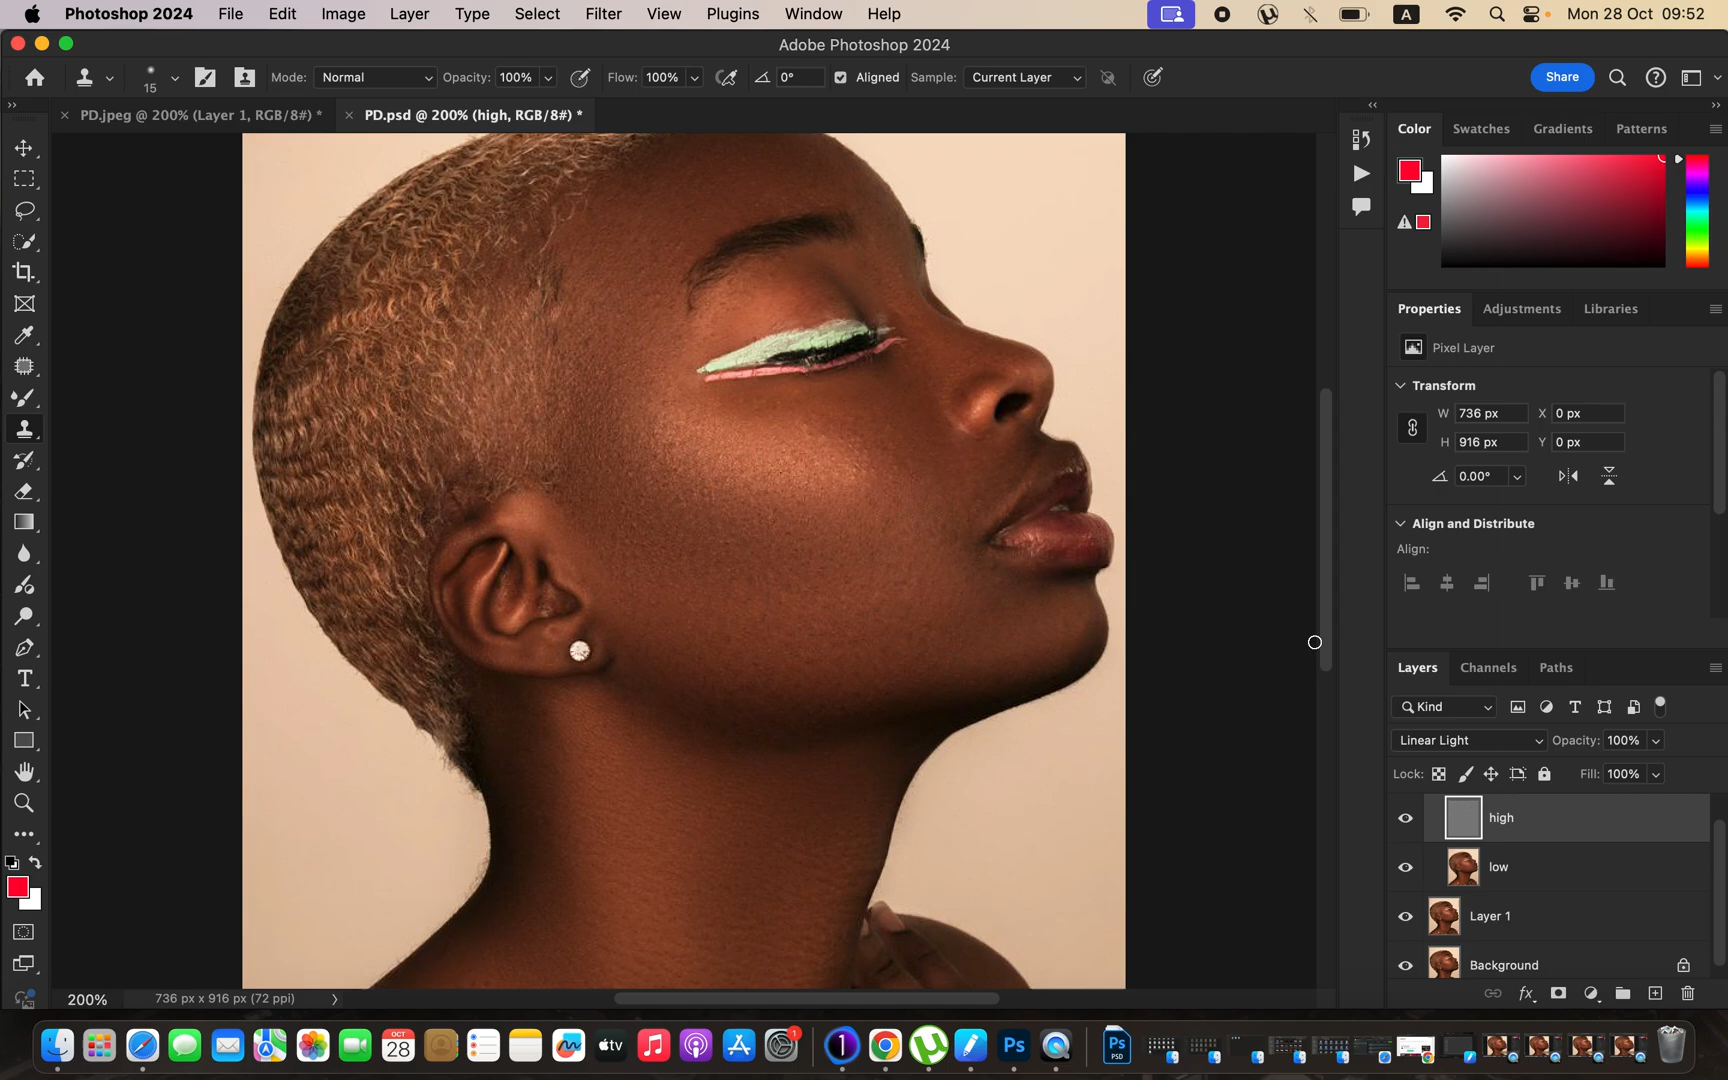 Photoshop 2024 File Edit Image Layer Type Select Filter View Plugins Window Help A Mon 28 Oct 09:52
Adobe Photoshop 2024
15 Mode: Normal Opacity: 100% Flow: 100% 0° Aligned Sample: Current Layer Share
PD.jpeg @ 200% (Layer 1, RGB/8#) * PD.psd @ 200% (high, RGB/8#) *
Color Swatches Gradients Patterns
Properties Adjustments Libraries
Pixel Layer
Transform
W 736 px X 0 px
H 916 px Y 0 px
0.00°
Align and Distribute
Align:
Layers Channels Paths
Kind
Linear Light Opacity: 100%
Lock: Fill: 100%
high
low
Layer 1
Background
fx
200% 736 px x 916 px (72 ppi)
OCT
28
tv
1
1
Ps
Ps
PSD